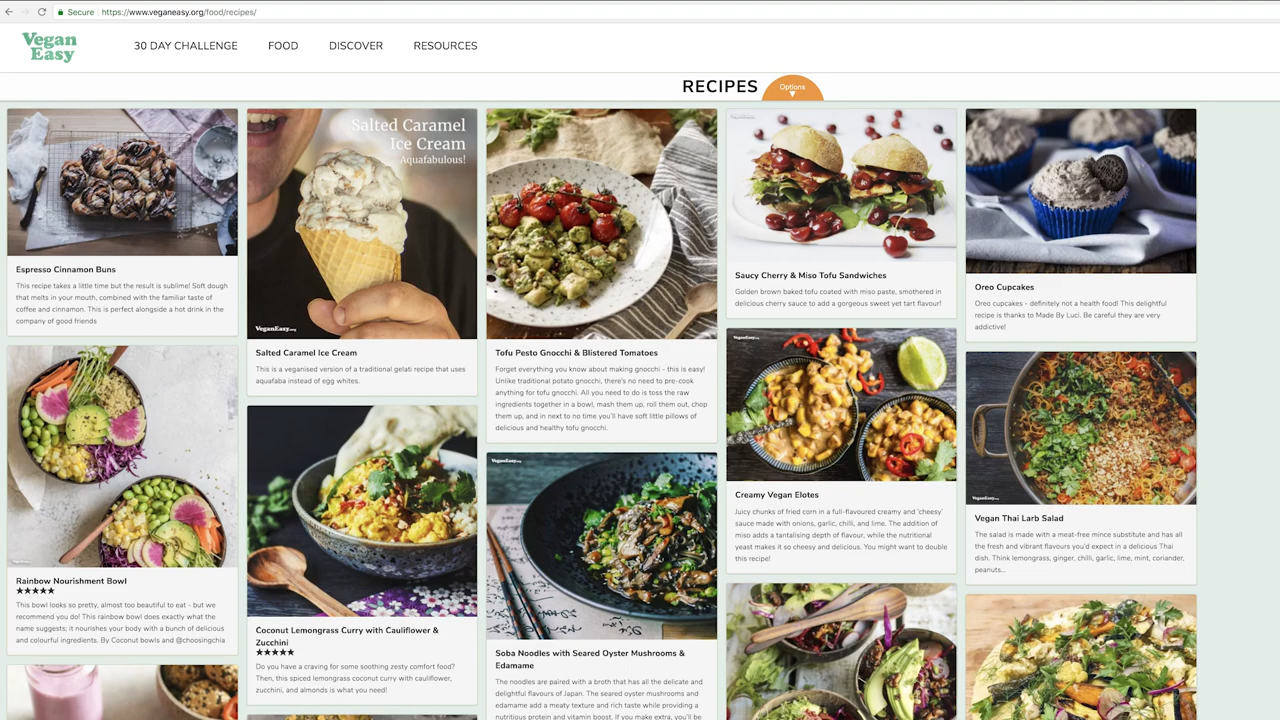 Secure
https://www.veganeasy.org/food/recipes/
Vegan
Easy
30 DAY CHALLENGE
FOOD
DISCOVER
RESOURCES
RECIPES
Options
Espresso Cinnamon Buns
This recipe takes a little time but the result is sublime! Soft dough
that melts in your mouth, combined with the familiar taste of
coffee and cinnamon. This is perfect alongside a hot drink in the
company of good friends
Rainbow Nourishment Bowl
★★★★★
This bowl looks so pretty, almost too beautiful to eat - but we
recommend you do! This rainbow bowl does exactly what the
name suggests; it nourishes your body with a bunch of delicious
and colourful ingredients. By Coconut bowls and @choosingchia
Salted Caramel
Ice Cream
Aquafabulous!
VeganEasy.org
Salted Caramel Ice Cream
This is a veganised version of a traditional gelati recipe that uses
aquafaba instead of egg whites.
Coconut Lemongrass Curry with Cauliflower &
Zucchini
★★★★★
Do you have a craving for some soothing zesty comfort food?
Then, this spiced lemongrass coconut curry with cauliflower,
zucchini, and almonds is what you need!
Tofu Pesto Gnocchi & Blistered Tomatoes
Forget everything you know about making gnocchi - this is easy!
Unlike traditional potato gnocchi, there's no need to pre-cook
anything for tofu gnocchi. All you need to do is toss the raw
ingredients together in a bowl, mash them up, roll them out, chop
them up, and in next to no time you'll have soft little pillows of
delicious and healthy tofu gnocchi.
VeganEasy.org
Soba Noodles with Seared Oyster Mushrooms &
Edamame
The noodles are paired with a broth that has all the delicate and
delightful flavours of Japan. The seared oyster mushrooms and
edamame add a meaty texture and rich taste while providing a
nutritious protein and vitamin boost. If you make extra, you'll be
VeganEasy.org
Saucy Cherry & Miso Tofu Sandwiches
Golden brown baked tofu coated with miso paste, smothered in
delicious cherry sauce to add a gorgeous sweet yet tart flavour!
VeganEasy.org
Creamy Vegan Elotes
Juicy chunks of fried corn in a full-flavoured creamy and 'cheesy'
sauce made with onions, garlic, chilli, and lime. The addition of
miso adds a tantalising depth of flavour, while the nutritional
yeast makes it so cheesy and delicious. You might want to double
this recipe!
Oreo Cupcakes
Oreo cupcakes - definitely not a health food! This delightful
recipe is thanks to Made By Luci. Be careful they are very
addictive!
VeganEasy.org
Vegan Thai Larb Salad
The salad is made with a meat-free mince substitute and has all
the fresh and vibrant flavours you'd expect in a delicious Thai
dish. Think lemongrass, ginger, chilli, garlic, lime, mint, coriander,
peanuts...